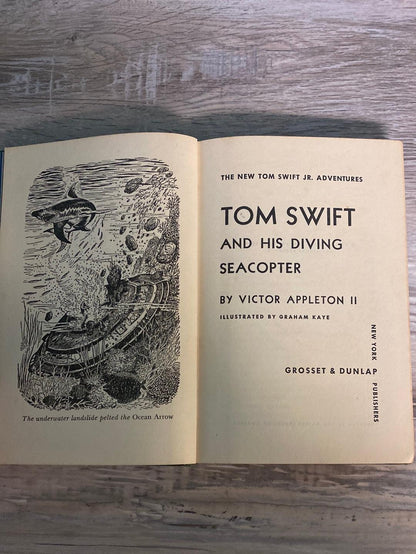 The underwater landslide pelted the Ocean Arrow
THE NEW TOM SWIFT JR. ADVENTURES
TOM SWIFT
AND HIS DIVING
SEACOPTER
BY VICTOR APPLETON II
ILLUSTRATED BY GRAHAM KAYE
NEW YORK
GROSSET & DUNLAP
PUBLISHERS